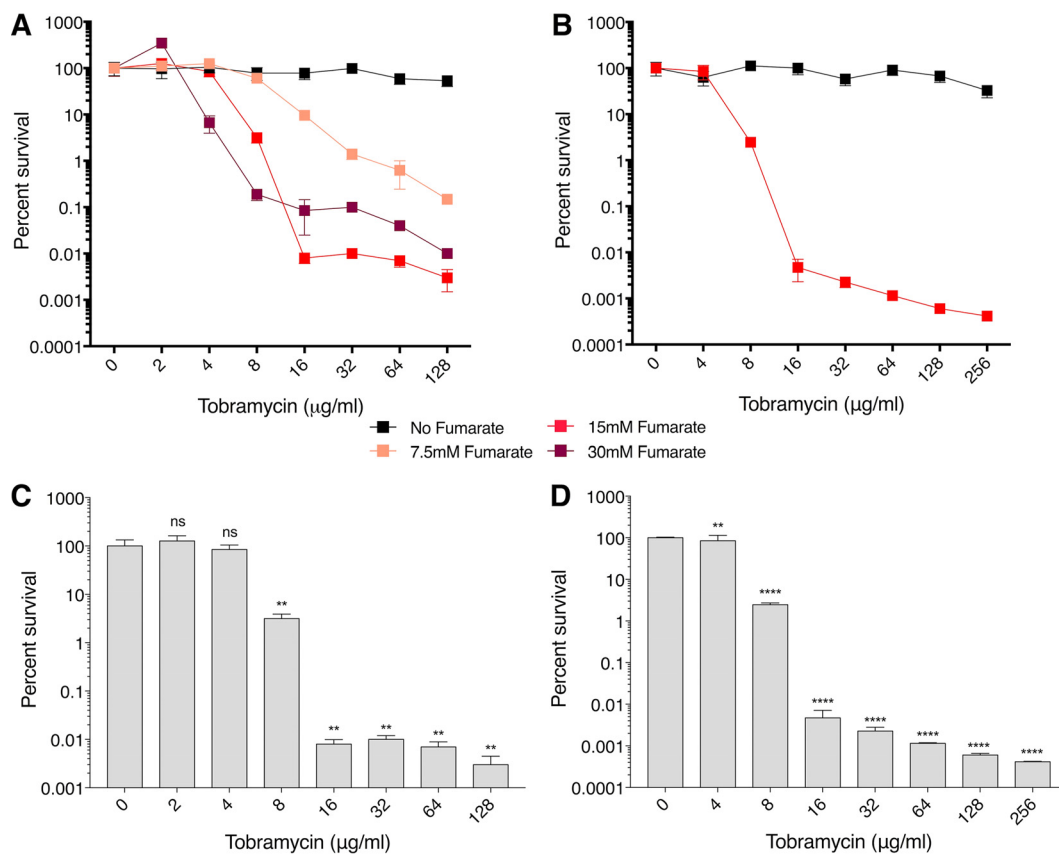 A
1000
100
10
1
0.1
0.01
0.001
0.0001
Percent survival
0 2 4 8 16 32 64 128
Tobramycin (μg/ml)
B
1000
100
10
1
0.1
0.01
0.001
0.0001
Percent survival
0 4 8 16 32 64 128 256
Tobramycin (μg/ml)
No Fumarate
15mM Fumarate
7.5mM Fumarate
30mM Fumarate
C
1000
100
10
1
0.1
0.01
0.001
Percent survival
ns ns ** ** ** ** **
0 2 4 8 16 32 64 128
Tobramycin (μg/ml)
D
1000
100
10
1
0.1
0.01
0.001
0.0001
Percent survival
** **** **** **** **** **** ****
0 4 8 16 32 64 128 256
Tobramycin (μg/ml)